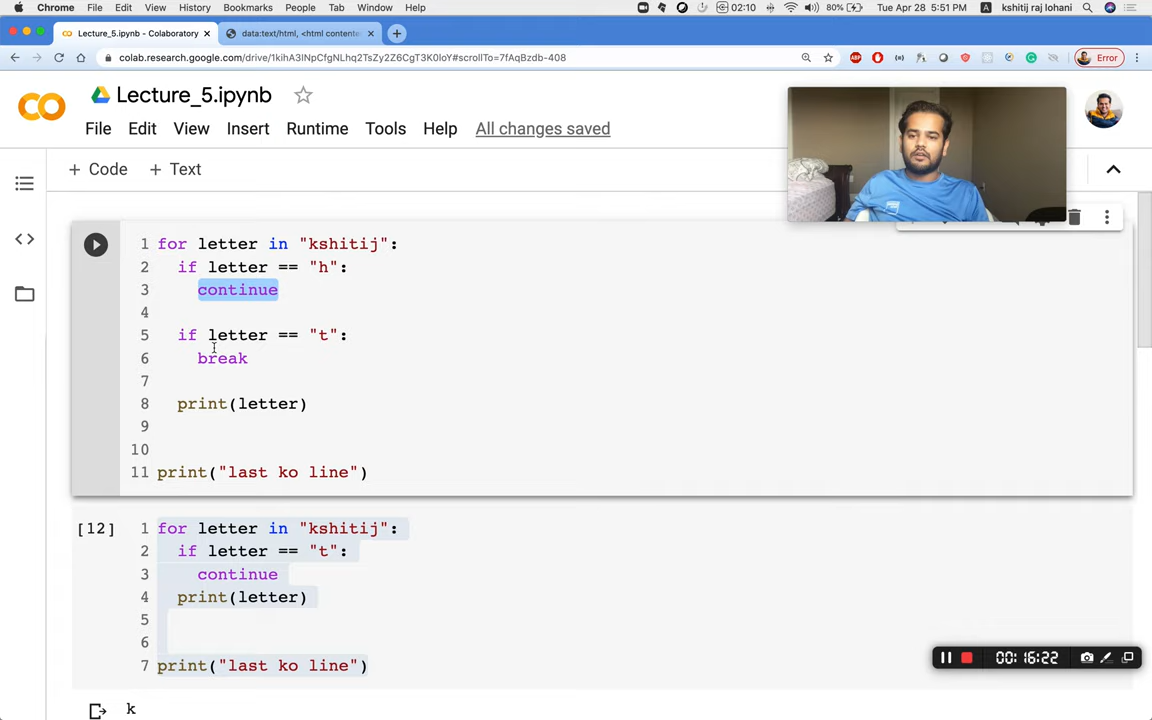 Chrome File Edit View History Bookmarks People Tab Window Help 02:10 80% Tue Apr 28 5:51 PM A kshitij raj lohani
Lecture_5.ipynb - Colaboratory × data:text/html, <html contente × +
colab.research.google.com/drive/1kihA3lNpCfgNLhq2TsZy2Z6CgT3K0loY#scrollTo=7fAqBzdb-408 ABP Error
Lecture_5.ipynb
File Edit View Insert Runtime Tools Help All changes saved
+ Code + Text
1 for letter in "kshitij":
2 if letter == "h":
3 continue
4
5 if letter == "t":
6 break
7
8 print(letter)
9
10
11 print("last ko line")
[12] 1 for letter in "kshitij":
2 if letter == "t":
3 continue
4 print(letter)
5
6
7 print("last ko line")
00:16:22
k